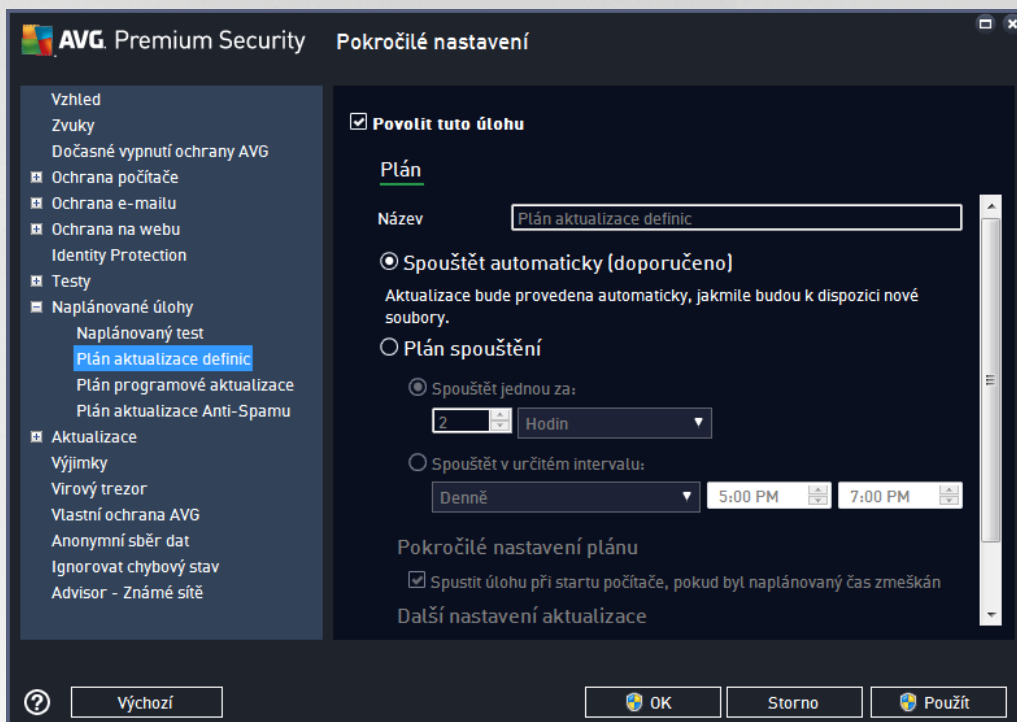 AVG. Premium Security
Pokročilé nastavení
Vzhled
Zvuky
Dočasné vypnutí ochrany AVG
Ochrana počítače
Ochrana e-mailu
Ochrana na webu
Identity Protection
Testy
Naplánované úlohy
Naplánovaný test
Plán aktualizace definic
Plán programové aktualizace
Plán aktualizace Anti-Spamu
Aktualizace
Výjimky
Virový trezor
Vlastní ochrana AVG
Anonymní sběr dat
Ignorovat chybový stav
Advisor - Známé sítě
Povolit tuto úlohu
Plán
Název Plán aktualizace definic
Spouštět automaticky (doporučeno)
Aktualizace bude provedena automaticky, jakmile budou k dispozici nové
soubory.
Plán spouštění
Spouštět jednou za:
2 Hodin
Spouštět v určitém intervalu:
Denně 5:00 PM 7:00 PM
Pokročilé nastavení plánu
Spustit úlohu při startu počítače, pokud byl naplánovaný čas zmeškán
Další nastavení aktualizace
Výchozí OK Storno Použít